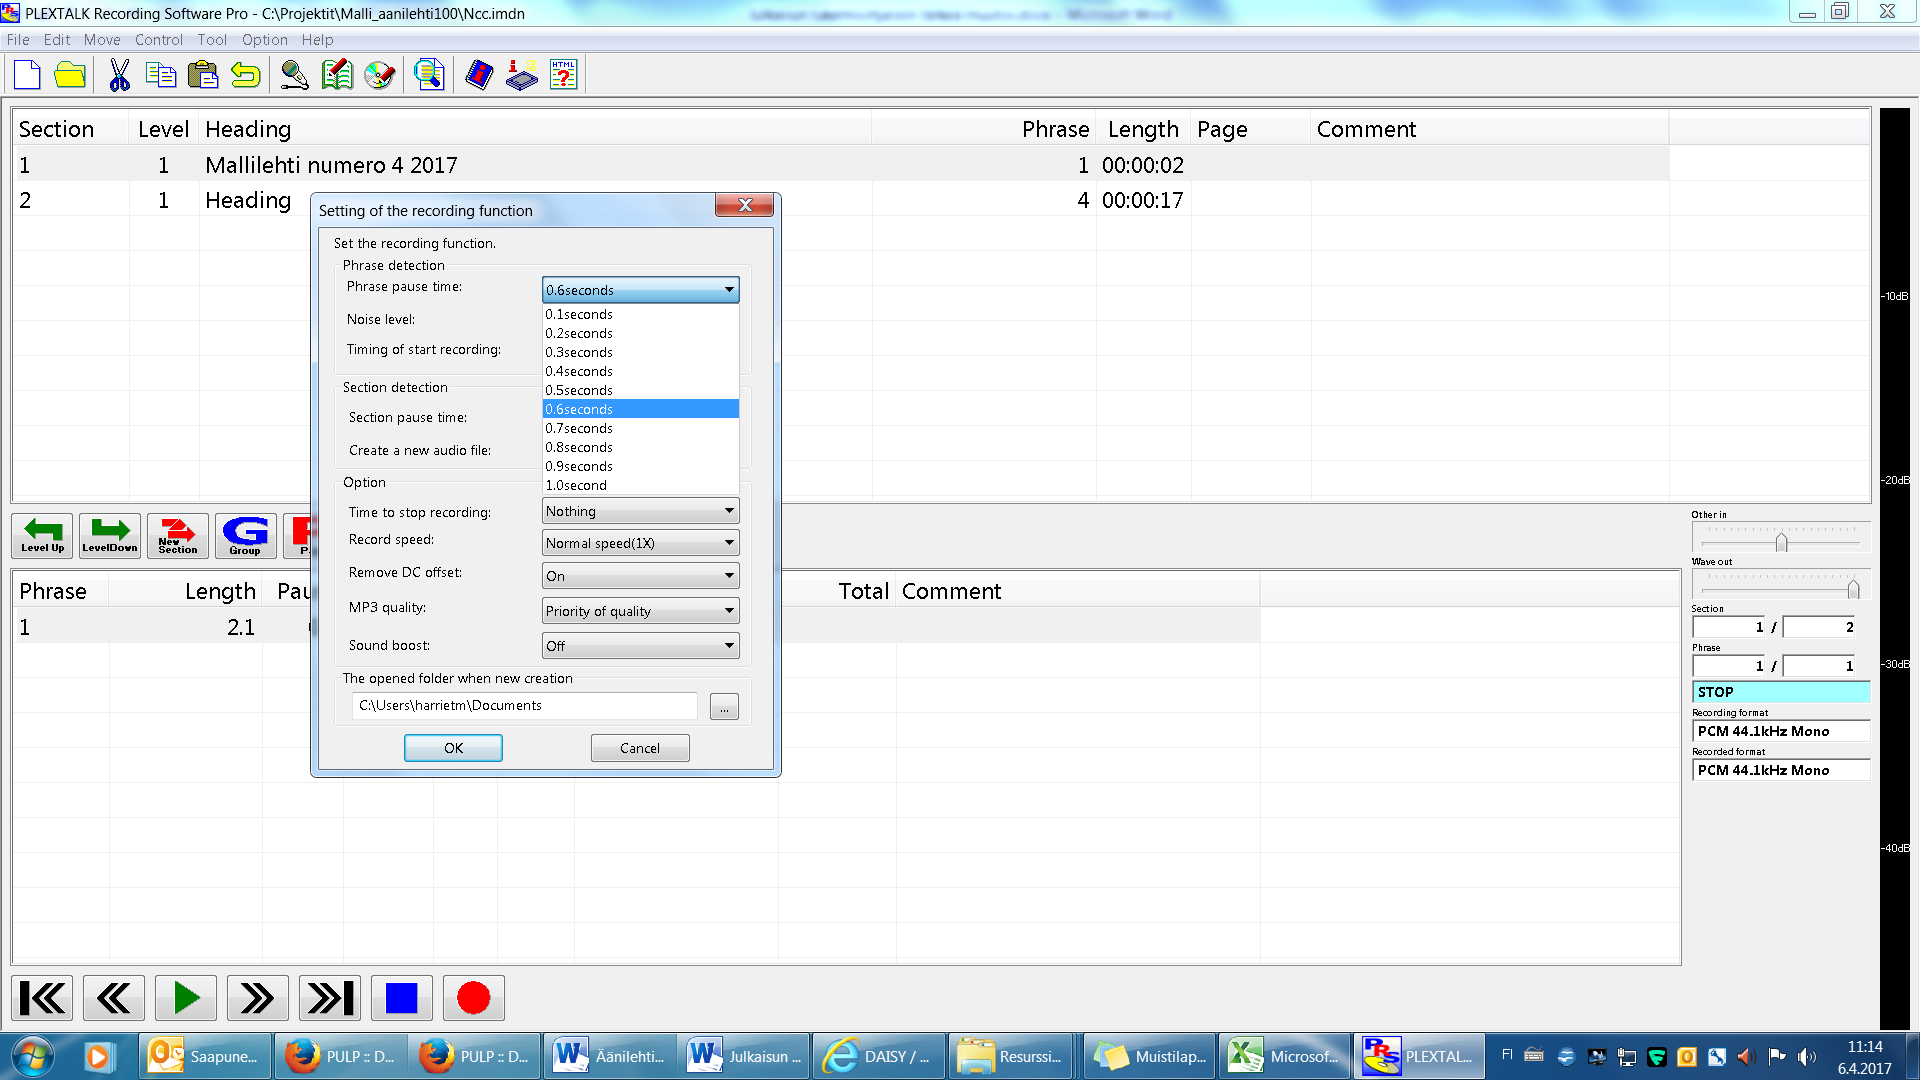 PLEXTALK Recording Software Pro - C:\Projektit\Malli_aanilehti100\Ncc.imdn
File Edit Move Control Tool Option Help
HTML
Section Level Heading Phrase Length Page Comment
1 1 Mallilehti numero 4 2017 1 00:00:02
2 1 Heading 4 00:00:17
Setting of the recording function
Set the recording function.
Phrase detection
Phrase pause time: 0.6seconds
0.1seconds
Noise level:
0.2seconds
Timing of start recording:
0.3seconds
0.4seconds
Section detection
0.5seconds
0.6seconds
Section pause time:
0.7seconds
Create a new audio file:
0.8seconds
0.9seconds
Option
1.0second
Time to stop recording: Nothing
Record speed: Normal speed(1X)
Remove DC offset: On
MP3 quality: Priority of quality
Sound boost: Off
The opened folder when new creation
C:\Users\harrietm\Documents
...
OK Cancel
Level Up
LevelDown
New Section
Group
Phrase Length Total Comment
1 2.1
-10dB
-20dB
-30dB
-40dB
Other in
Wave out
Section
1 / 2
Phrase
1 / 1
STOP
Recording format
PCM 44.1kHz Mono
Recorded format
PCM 44.1kHz Mono
Saapune...
PULP :: D...
PULP :: D...
Äänilehti...
Julkaisun ...
DAISY / ...
Resurssi...
Muistilap...
Microsof...
PLEXTAL...
FI
11:14
6.4.2017